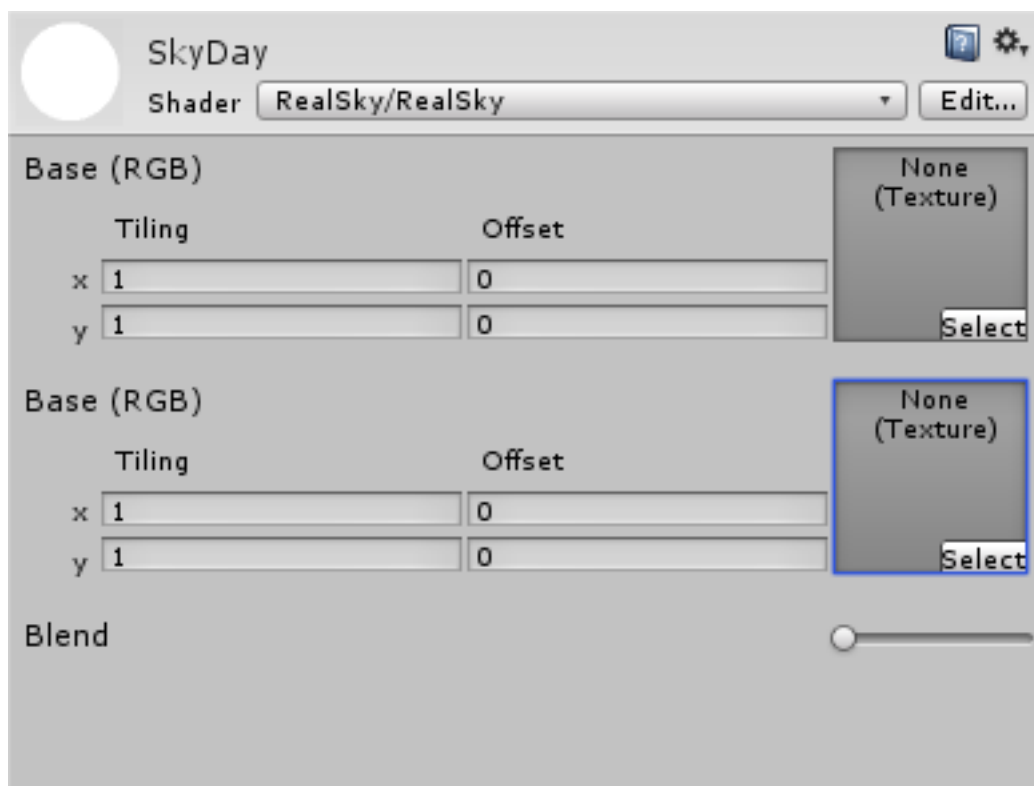 SkyDay
Shader RealSky/RealSky Edit...
Base (RGB) None
(Texture)
Tiling Offset
x 1 0
y 1 0 Select
Base (RGB) None
(Texture)
Tiling Offset
x 1 0
y 1 0 Select
Blend